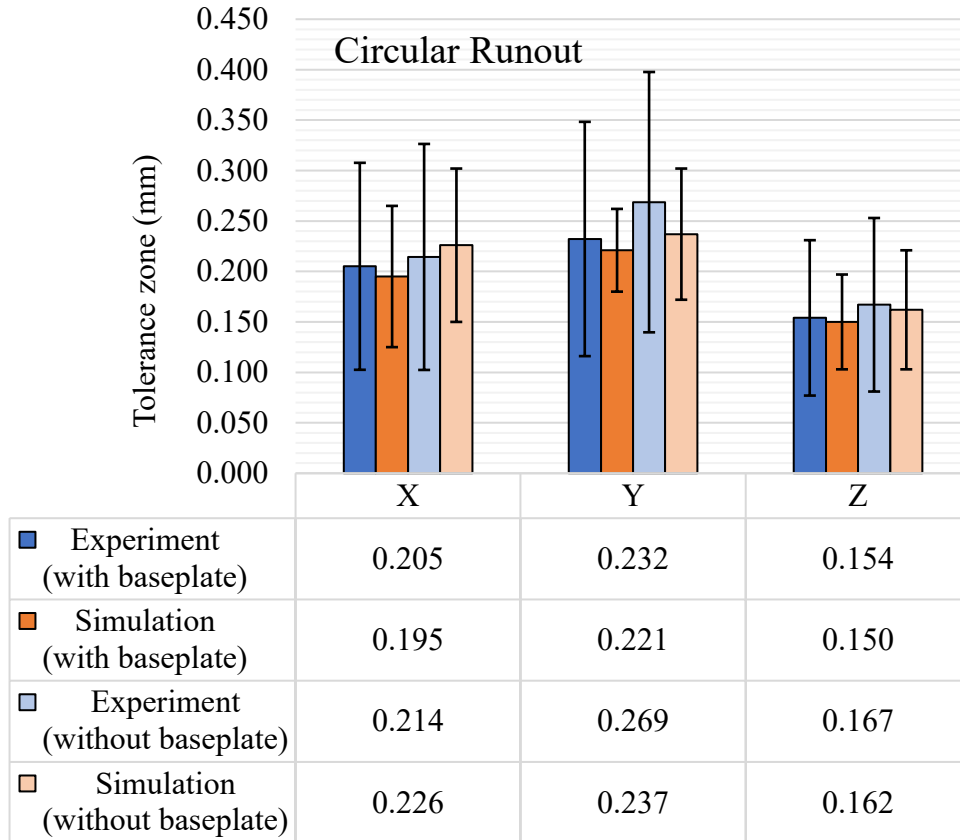 Circular Runout
Tolerance zone (mm)
0.450
0.400
0.350
0.300
0.250
0.200
0.150
0.100
0.050
0.000
X Y Z
Experiment
(with baseplate)
0.205 0.232 0.154
Simulation
(with baseplate)
0.195 0.221 0.150
Experiment
(without baseplate)
0.214 0.269 0.167
Simulation
(without baseplate)
0.226 0.237 0.162